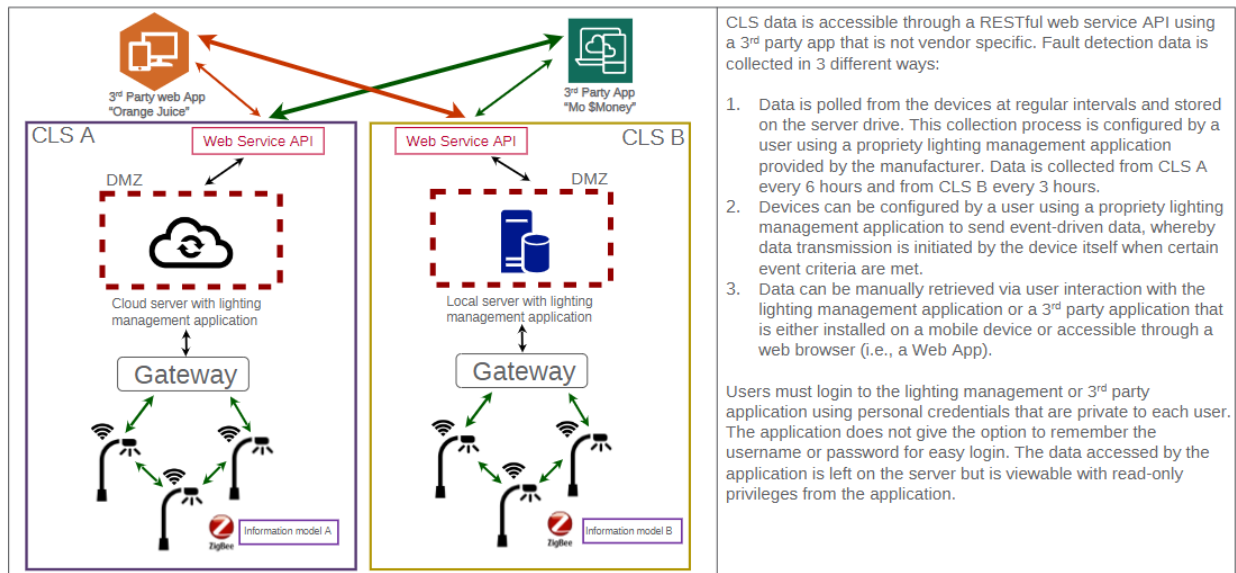 3rd Party web App
"Orange Juice"
3rd Party App
"Mo $Money"
CLS A
Web Service API
DMZ
Cloud server with lighting
management application
Gateway
ZigBee
Information model A
CLS B
Web Service API
DMZ
Local server with lighting
management application
Gateway
ZigBee
Information model B
CLS data is accessible through a RESTful web service API using
a 3rd party app that is not vendor specific. Fault detection data is
collected in 3 different ways:
1. Data is polled from the devices at regular intervals and stored
on the server drive. This collection process is configured by a
user using a propriety lighting management application
provided by the manufacturer. Data is collected from CLS A
every 6 hours and from CLS B every 3 hours.
2. Devices can be configured by a user using a propriety lighting
management application to send event-driven data, whereby
data transmission is initiated by the device itself when certain
event criteria are met.
3. Data can be manually retrieved via user interaction with the
lighting management application or a 3rd party application that
is either installed on a mobile device or accessible through a
web browser (i.e., a Web App).
Users must login to the lighting management or 3rd party
application using personal credentials that are private to each user.
The application does not give the option to remember the
username or password for easy login. The data accessed by the
application is left on the server but is viewable with read-only
privileges from the application.